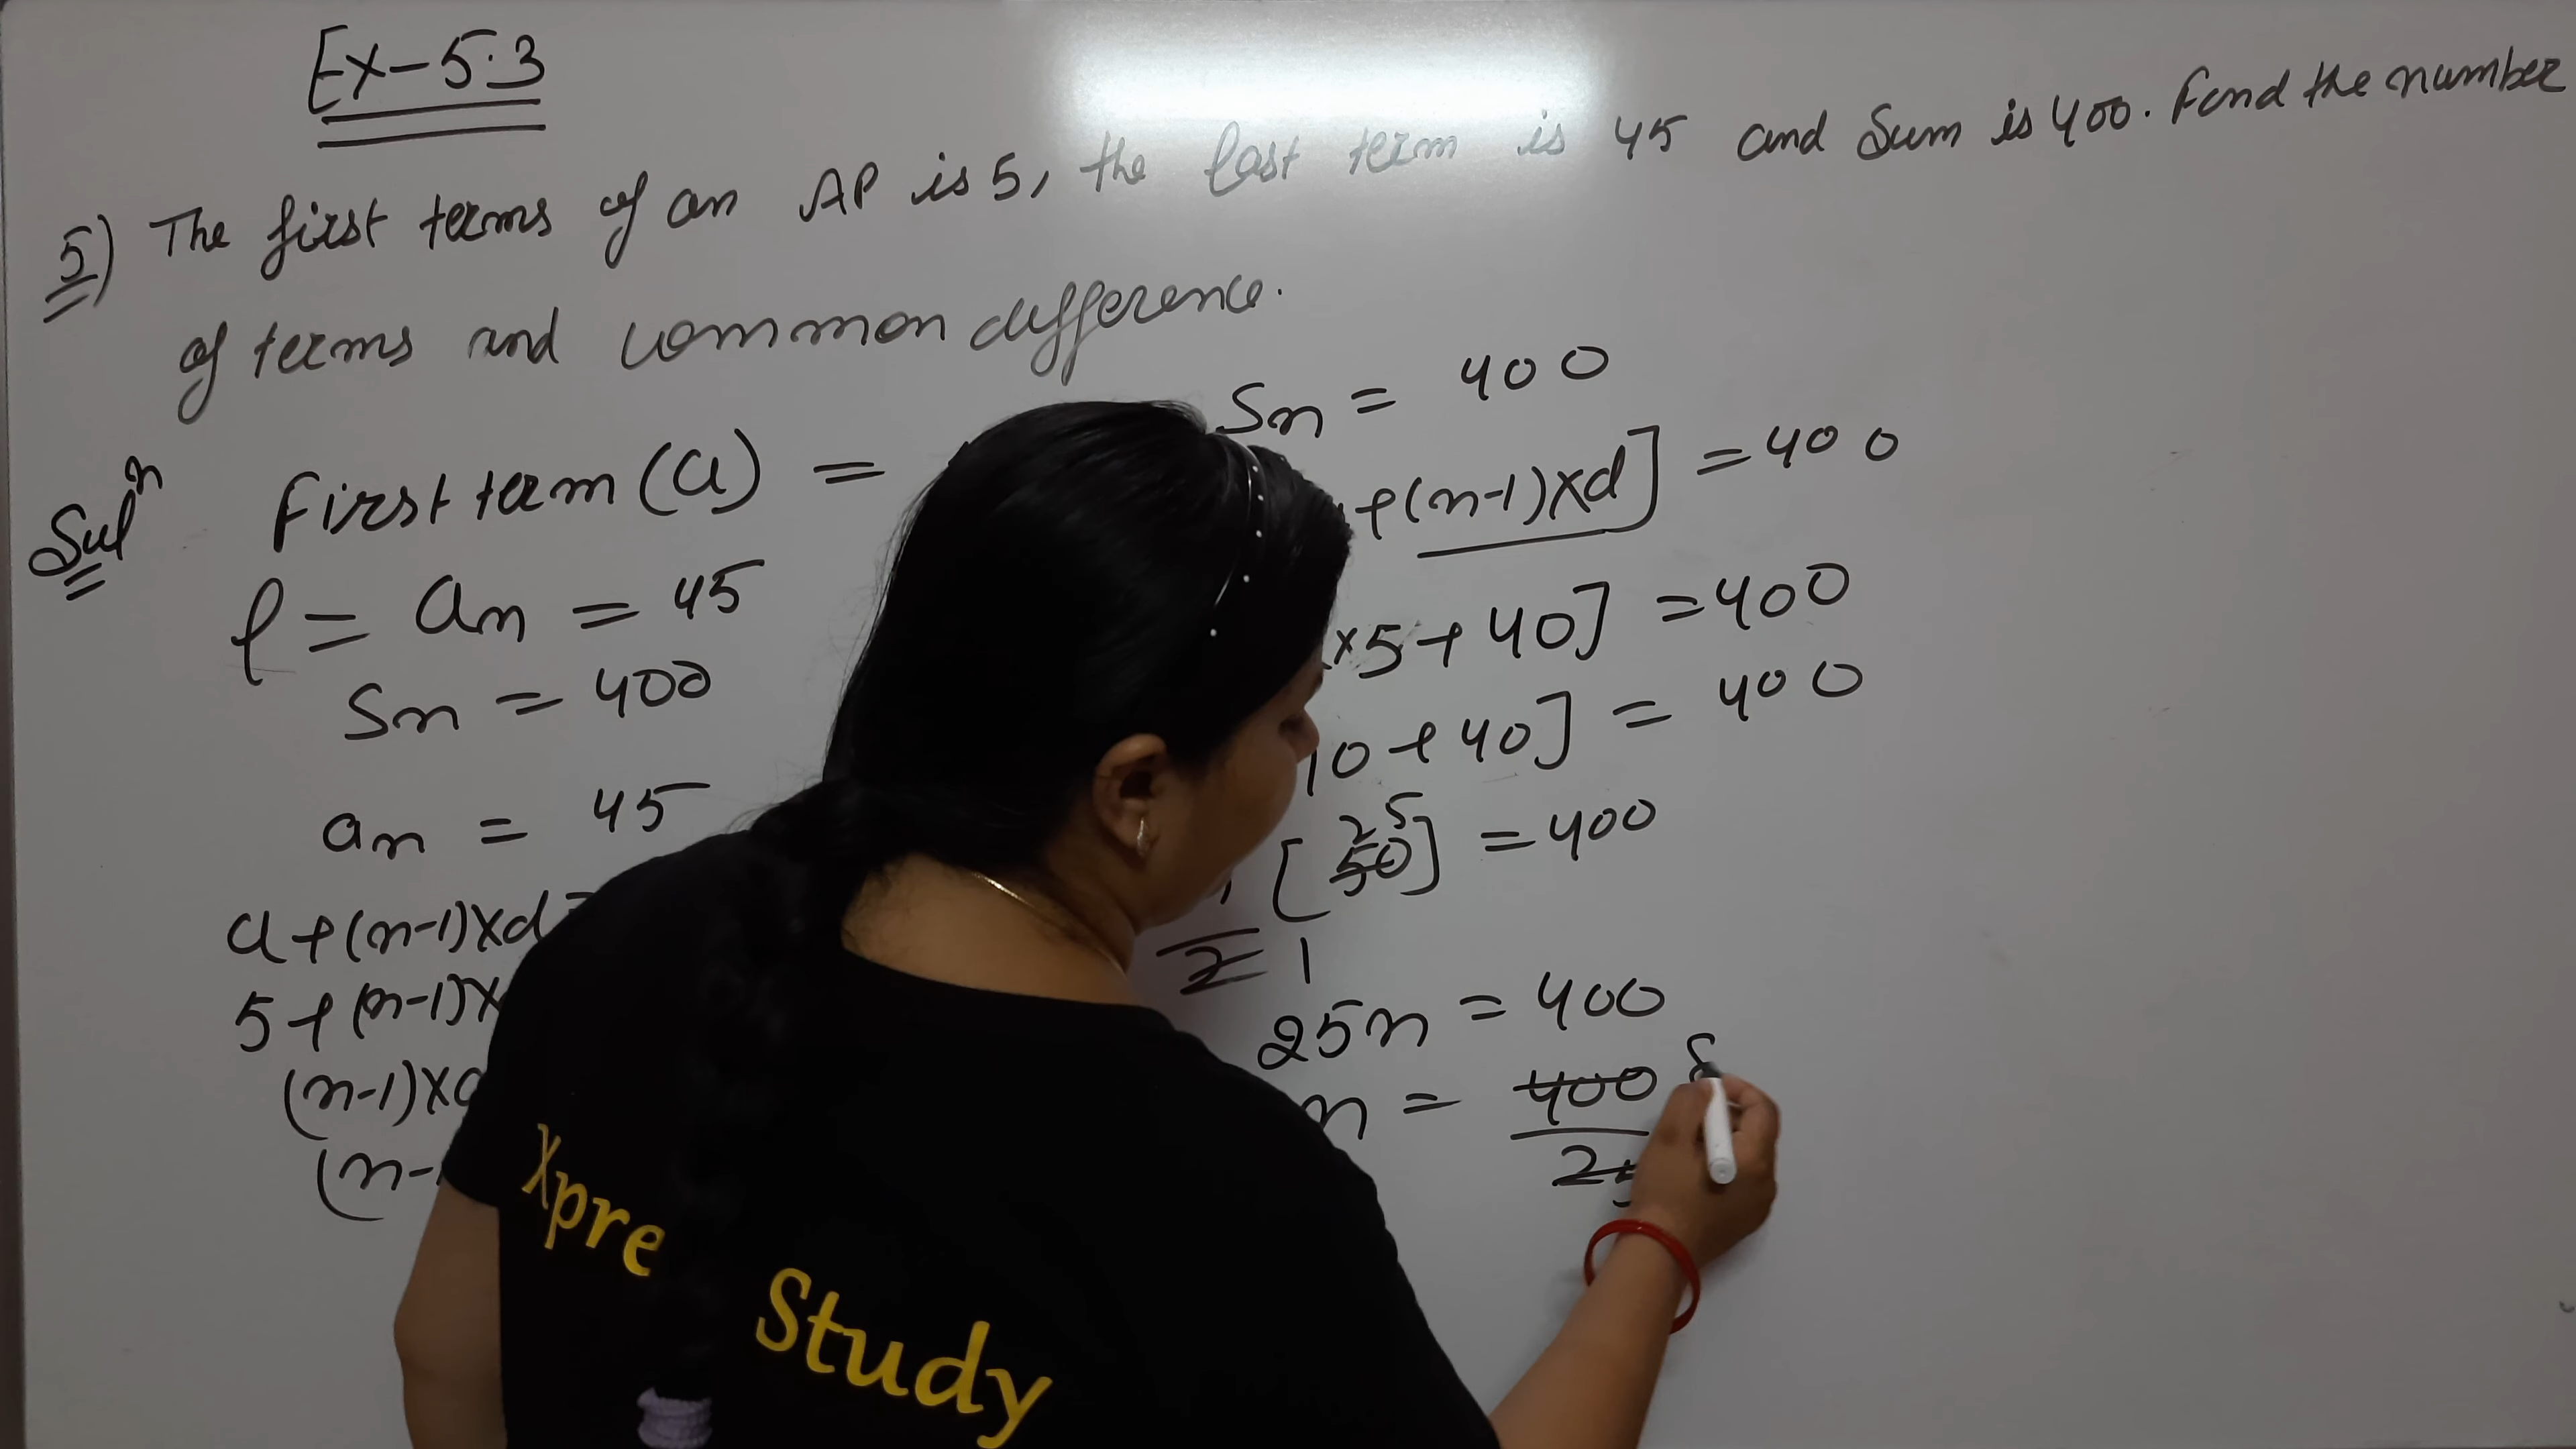 Ex-5.3
5) The first terms of an AP is 5, the last term is 45 and Sum is 400. Find the number
of terms and common difference.
Solⁿ First term (a) =
l = an = 45
Sn = 400
an = 45
a+(n-1)xd=
5+(n-1)x
(n-1)x
(n-
Sn = 400
+(n-1)xd] = 400
x5+40] = 400
10+40] = 400
25
[50] = 400
2 1
25n = 400
n = 400
25
Xpre
Study